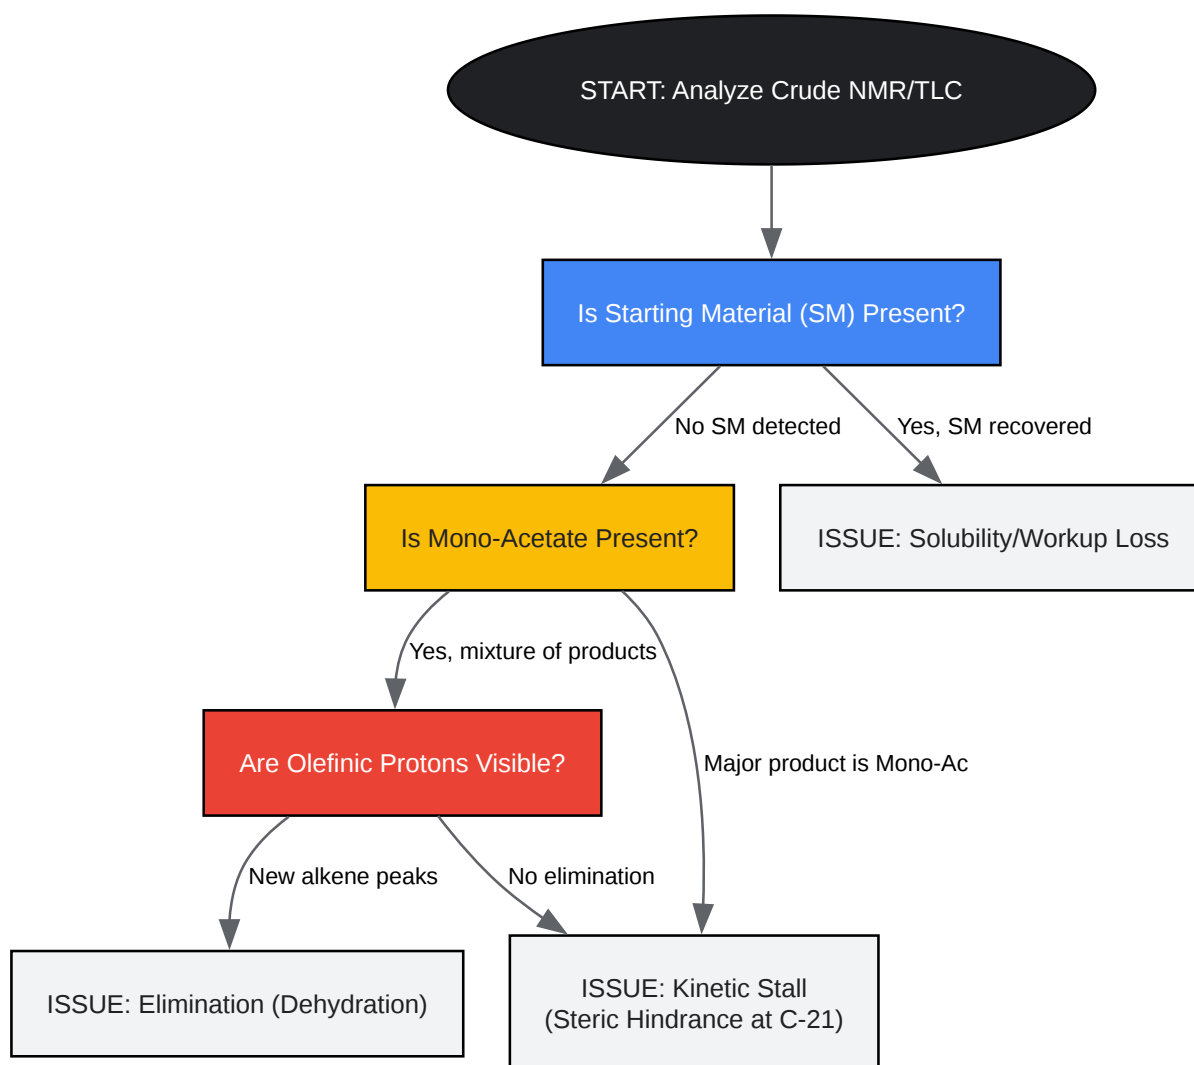 START: Analyze Crude NMR/TLC
Is Starting Material (SM) Present?
No SM detected
Yes, SM recovered
Is Mono-Acetate Present?
ISSUE: Solubility/Workup Loss
Yes, mixture of products
Are Olefinic Protons Visible?
Major product is Mono-Ac
New alkene peaks
No elimination
ISSUE: Elimination (Dehydration)
ISSUE: Kinetic Stall
(Steric Hindrance at C-21)